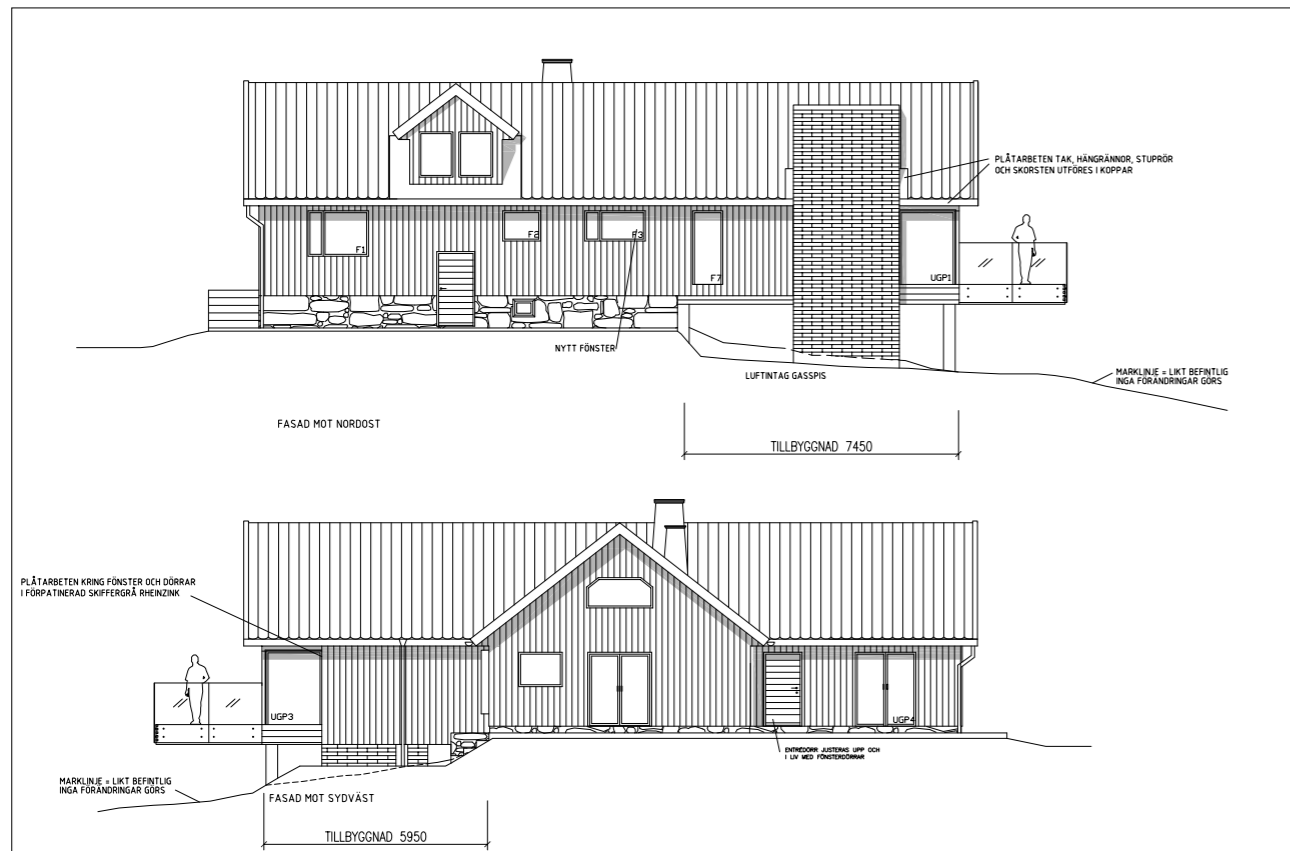 PLÅTARBETEN TAK, HÄNGRÄNNOR, STUPRÖR
OCH SKORSTEN UTFÖRES I KOPPAR
F1
F2
F3
F7
UGP1
NYTT FÖNSTER
LUFTINTAG GASSPIS
MARKLINJE = LIKT BEFINTLIG
INGA FÖRÄNDRINGAR GÖRS
FASAD MOT NORDOST
TILLBYGGNAD 7450
PLÅTARBETEN KRING FÖNSTER OCH DÖRRAR
I FÖRPATINERAD SKIFFERGRÅ RHEINZINK
UGP3
UGP4
ENTRÉDÖRR JUSTERAS UPP OCH
I LIV MED FÖNSTERDÖRRAR
MARKLINJE = LIKT BEFINTLIG
INGA FÖRÄNDRINGAR GÖRS
FASAD MOT SYDVÄST
TILLBYGGNAD 5950